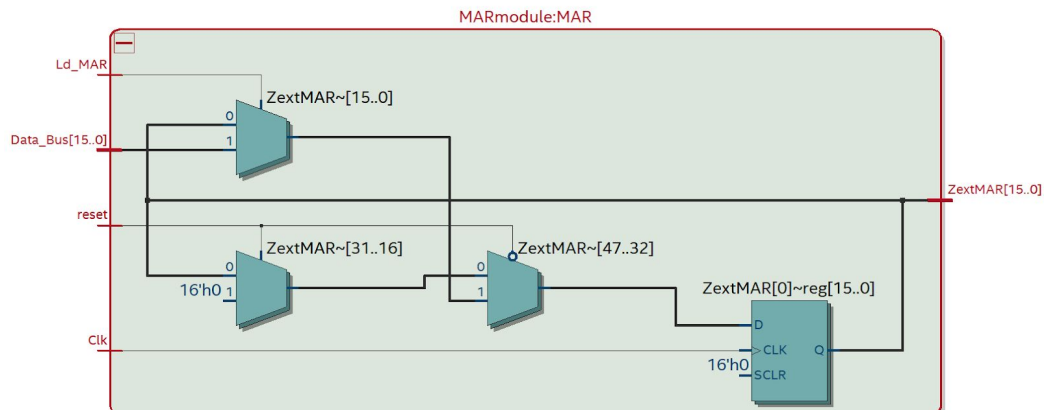 MARmodule:MAR
Ld_MAR
ZextMAR~[15..0]
0
Data_Bus[15..0]
1
ZextMAR[15..0]
reset
ZextMAR~[31..16]
ZextMAR~[47..32]
0
0
16'h0
1
1
ZextMAR[0]~reg[15..0]
D
Clk
CLK
Q
16'h0
SCLR